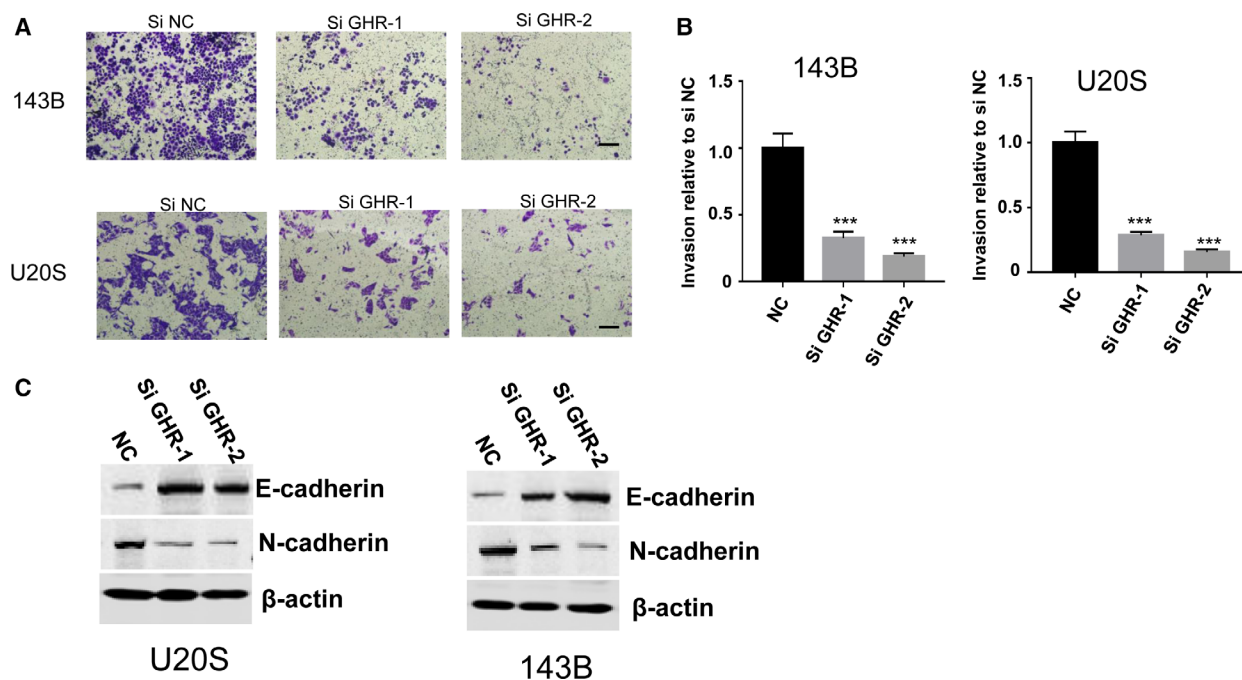 A
Si NC Si GHR-1 Si GHR-2
143B
Si NC Si GHR-1 Si GHR-2
U20S
B
143B
Invasion relative to si NC
1.5
1.0
0.5
0
*** ***
NC Si GHR-1 Si GHR-2
U20S
Invasion relative to si NC
1.5
1.0
0.5
0
*** ***
NC Si GHR-1 Si GHR-2
C
NC Si GHR-1 Si GHR-2
E-cadherin
N-cadherin
β-actin
U20S
NC Si GHR-1 Si GHR-2
E-cadherin
N-cadherin
β-actin
143B